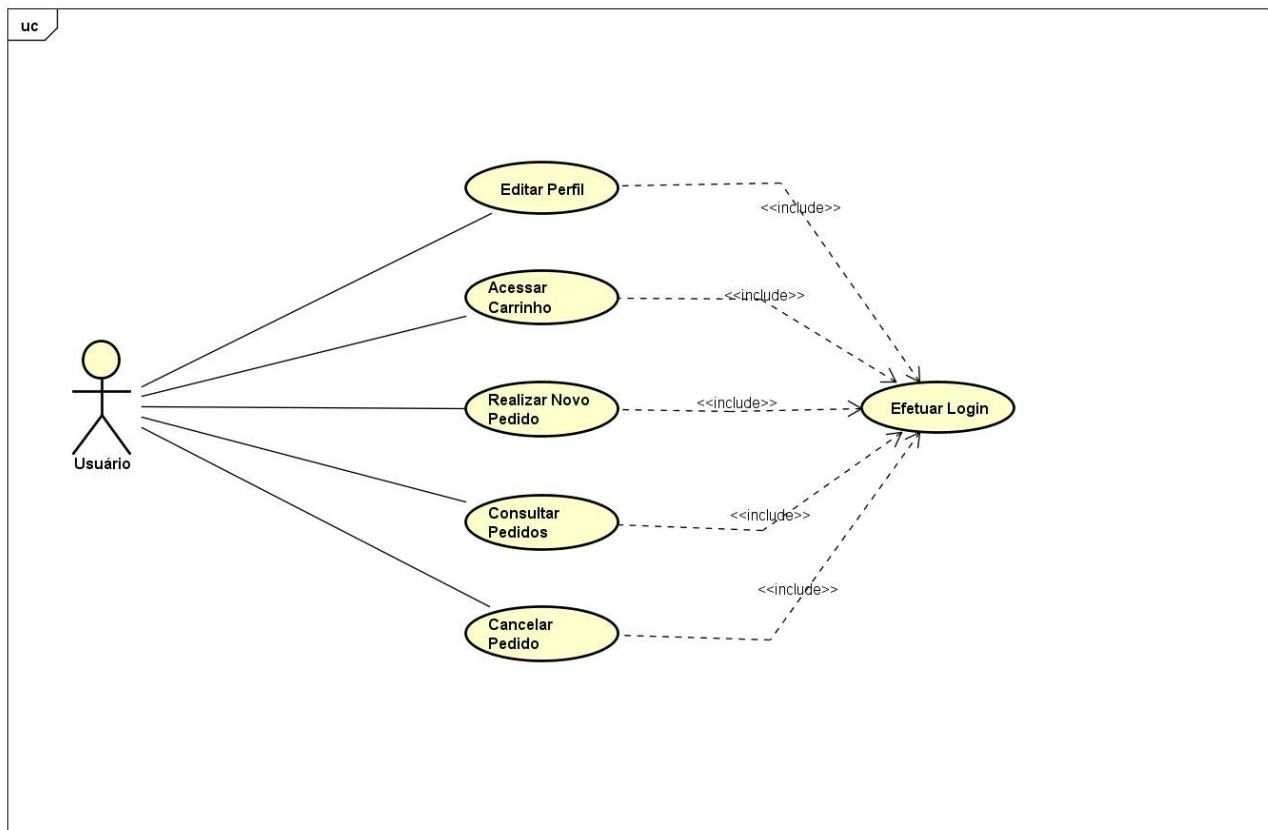 uc
Editar Perfil
<<include>>
Acessar
Carrinho
<<include>>
Realizar Novo
Pedido
<<include>>
Efetuar Login
Usuário
Consultar
Pedidos
<<include>>
<<include>>
Cancelar
Pedido